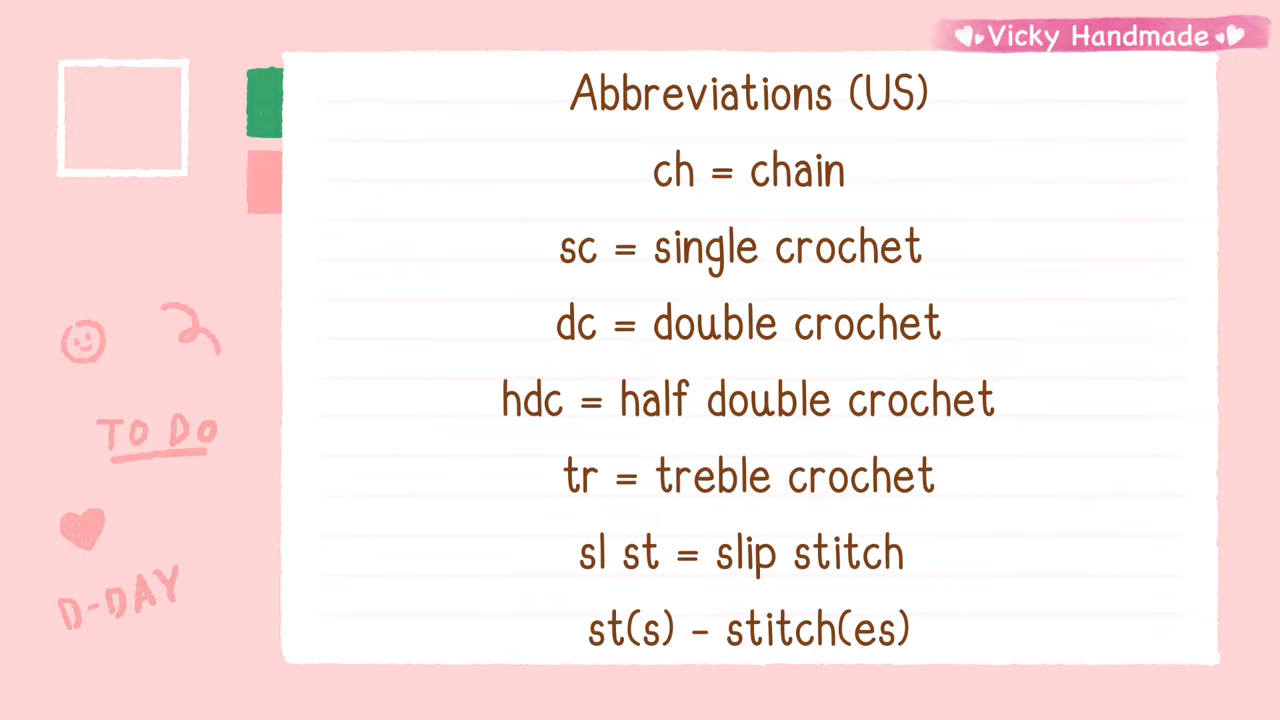 Vicky Handmade
Abbreviations (US)
ch = chain
sc = single crochet
dc = double crochet
hdc = half double crochet
tr = treble crochet
sl st = slip stitch
st(s) - stitch(es)
TO DO
D-DAY